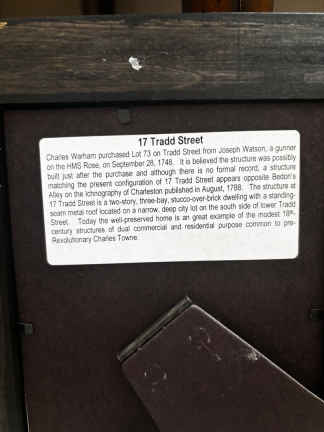 17 Tradd Street
Charles Warham purchased Lot 73 on Tradd Street from Joseph Watson, a gunner
on the HMS Rose, on September 28, 1748. It is believed the structure was possibly
built just after the purchase and although there is no formal record, a structure
matching the present configuration of 17 Tradd Street appears opposite Bedon's
Alley on the Ichnography of Charleston published in August, 1788. The structure at
17 Tradd Street is a two-story, three-bay, stucco-over-brick dwelling with a standing-
seam metal roof located on a narrow, deep city lot on the south side of lower Tradd
Street. Today the well-preserved home is an great example of the modest 18th-
century structures of dual commercial and residential purpose common to pre-
Revolutionary Charles Towne.